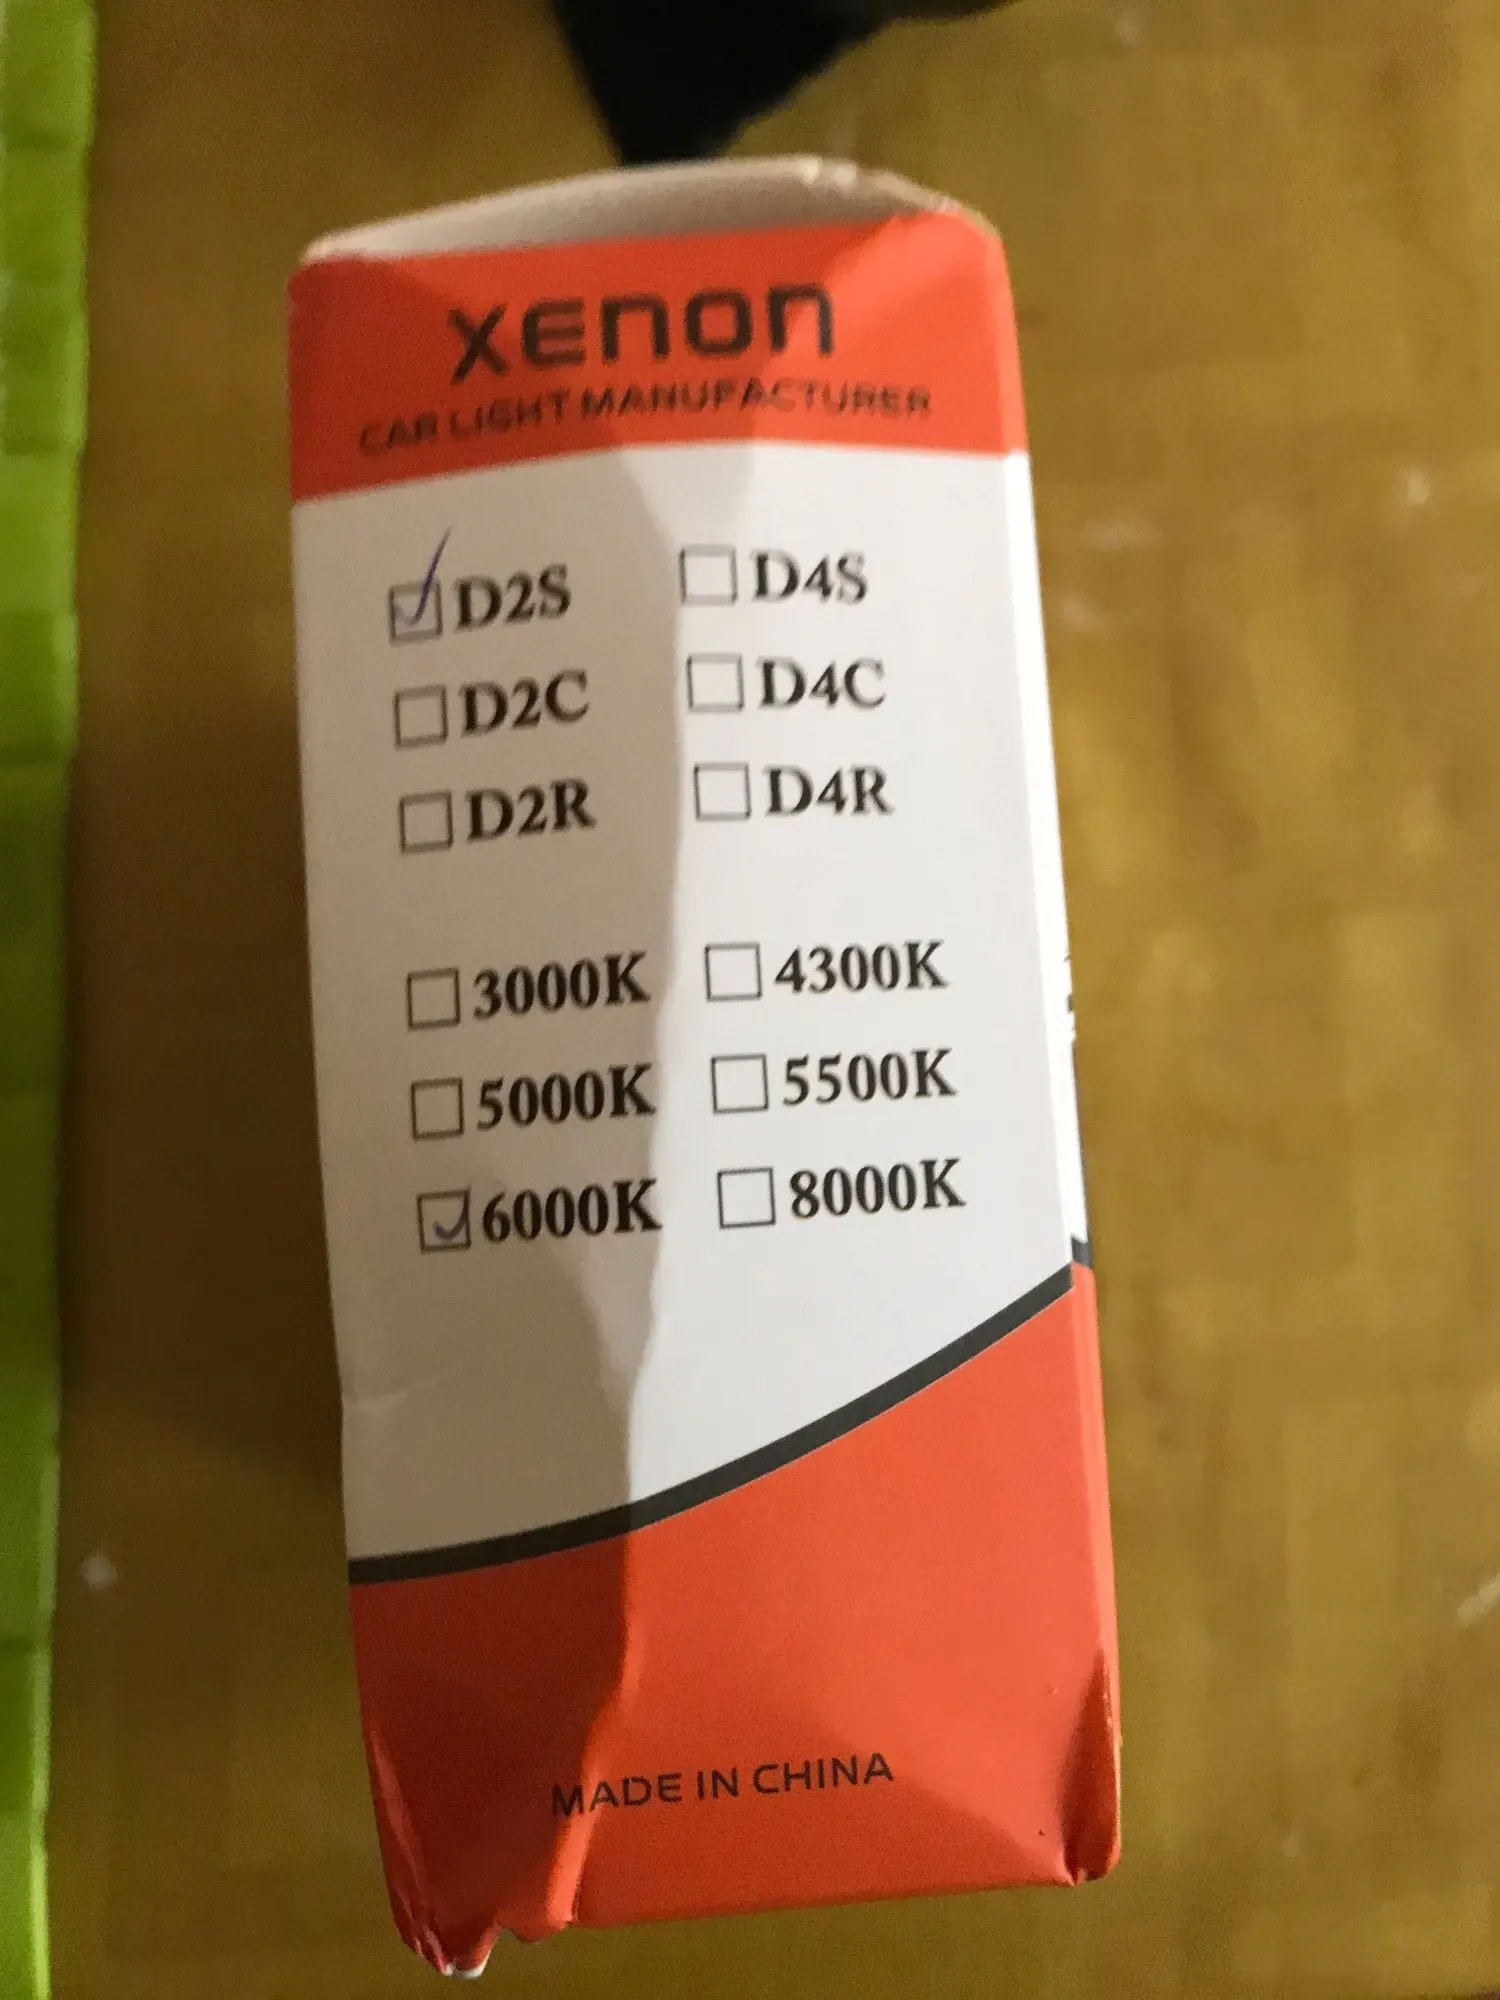 XENON
CAR LIGHT MANUFACTURER
☑ D2S ☐ D4S
☐ D2C ☐ D4C
☐ D2R ☐ D4R
☐ 3000K ☐ 4300K
☐ 5000K ☐ 5500K
☑ 6000K ☐ 8000K
MADE IN CHINA